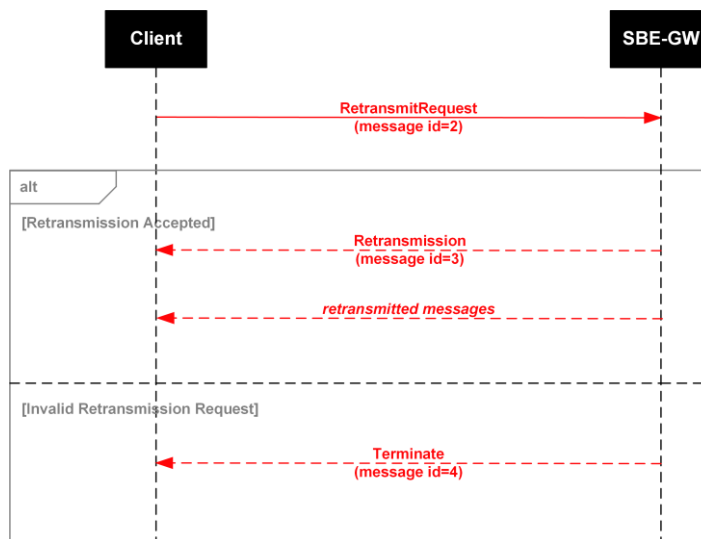 Client
SBE-GW
RetransmitRequest
(message id=2)
alt
[Retransmission Accepted]
Retransmission
(message id=3)
retransmitted messages
[Invalid Retransmission Request]
Terminate
(message id=4)